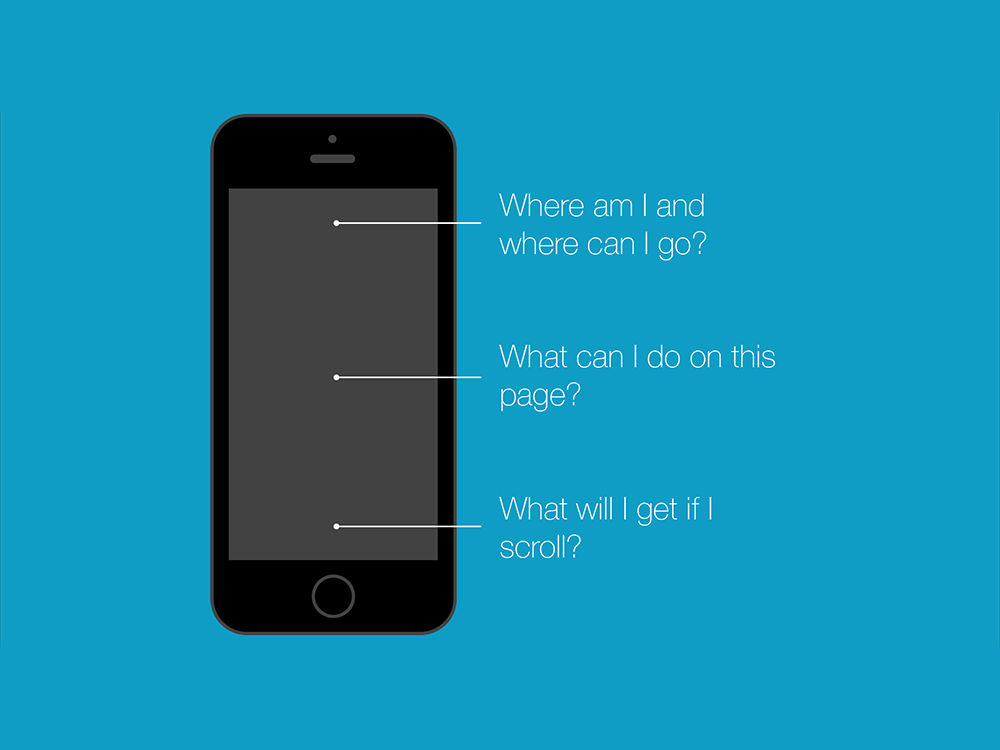 Where am I and
where can I go?
What can I do on this
page?
What will I get if I
scroll?